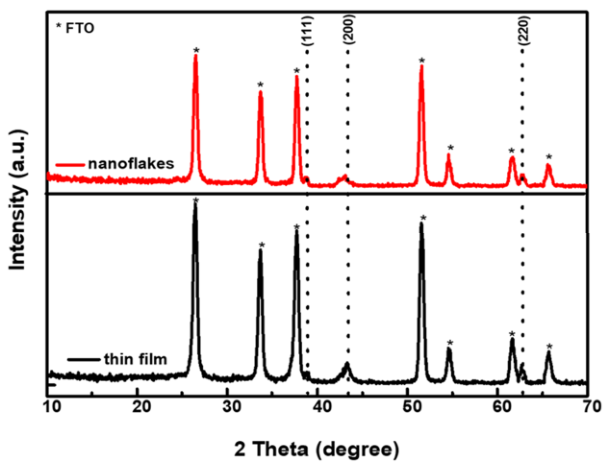 * FTO
(111)
(200)
(220)
* * * * * * *
nanoflakes
* * * * * * *
thin film
Intensity (a.u.)
10 20 30 40 50 60 70
2 Theta (degree)